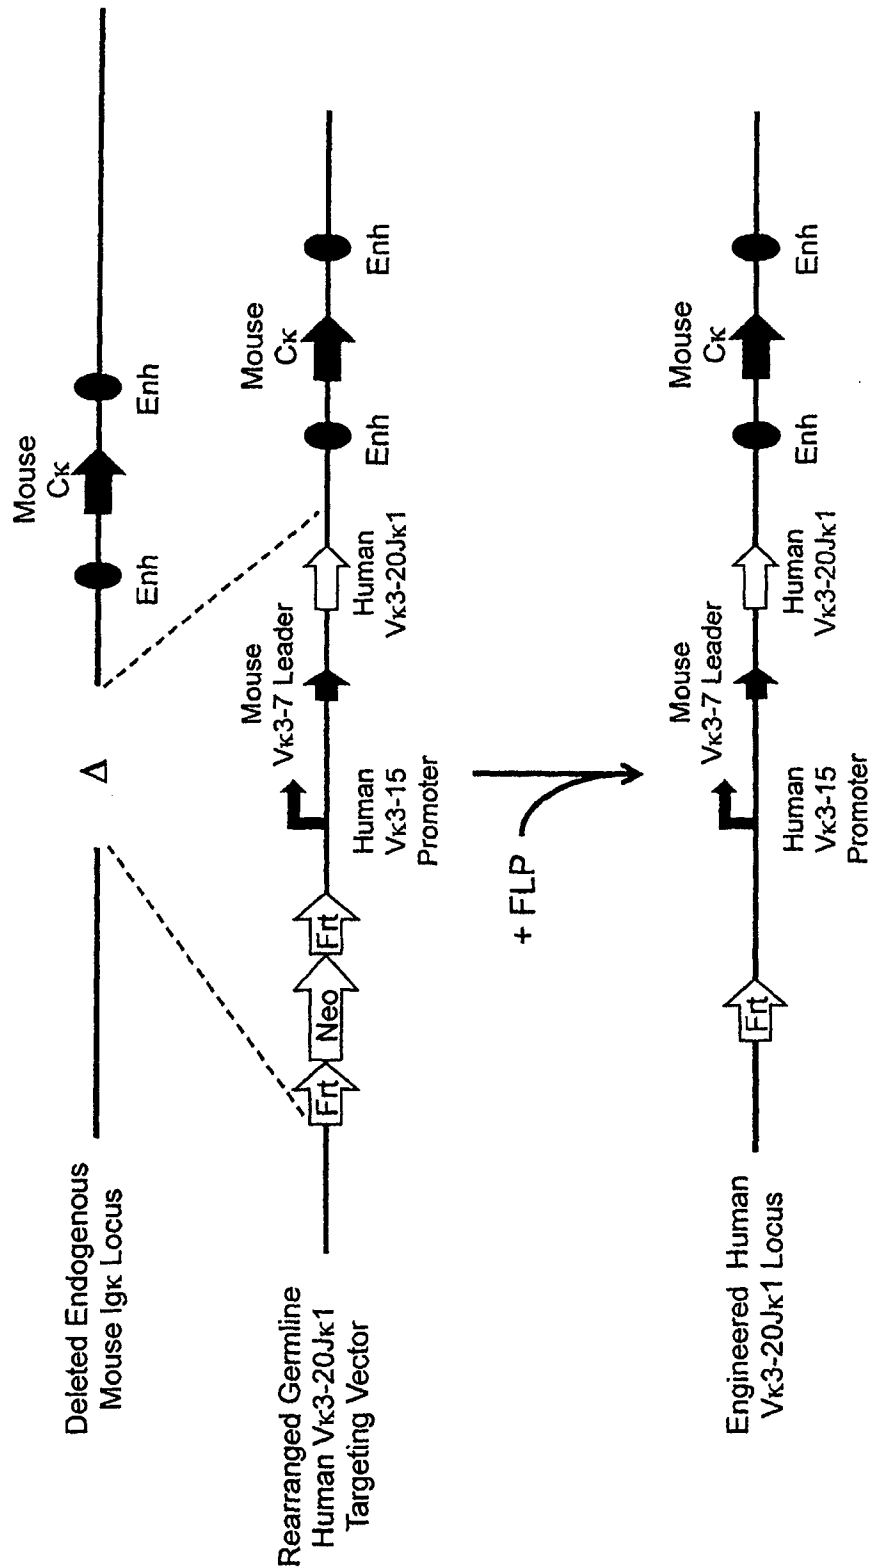 Deleted Endogenous
Mouse Igκ Locus
Δ
Enh
Mouse
Cκ
Enh
Rearranged Germline
Human Vκ3-20Jκ1
Targeting Vector
Frt
Neo
Frt
Human
Vκ3-15
Promoter
Mouse
Vκ3-7 Leader
Human
Vκ3-20Jκ1
Enh
Mouse
Cκ
Enh
+ FLP
Engineered Human
Vκ3-20Jκ1 Locus
Frt
Human
Vκ3-15
Promoter
Mouse
Vκ3-7 Leader
Human
Vκ3-20Jκ1
Enh
Mouse
Cκ
Enh